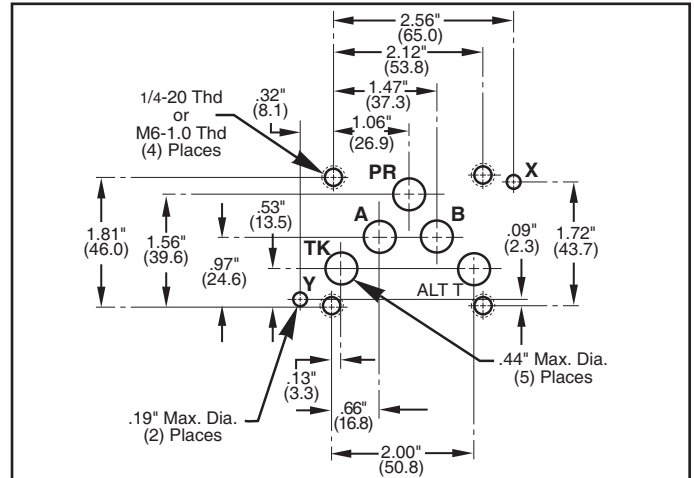 2.56"
(65.0)
2.12"
(53.8)
1.47"
(37.3)
1.06"
(26.9)
.32"
(8.1)
1/4-20 Thd
or
M6-1.0 Thd
(4) Places
PR
X
A
B
TK
Y
ALT T
1.81"
(46.0)
1.56"
(39.6)
.97"
(24.6)
.53"
(13.5)
.09"
(2.3)
1.72"
(43.7)
.44" Max. Dia.
(5) Places
.13"
(3.3)
.19" Max. Dia.
(2) Places
.66"
(16.8)
2.00"
(50.8)